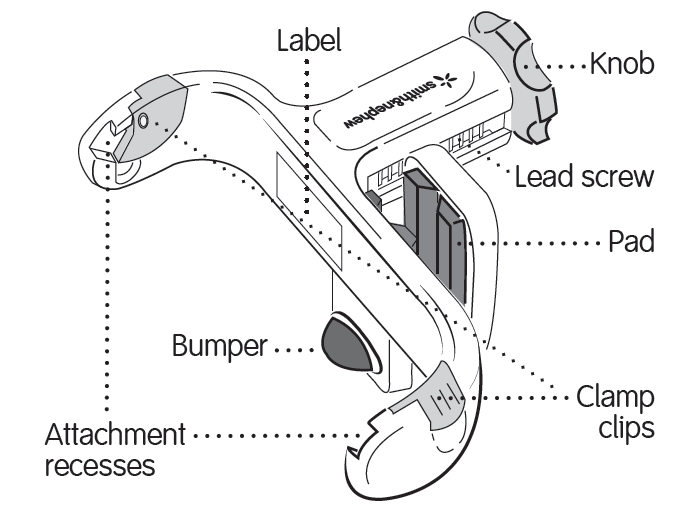 Label
Knob
smith&nephew
Lead screw
Pad
Bumper
Clamp
clips
Attachment
recesses